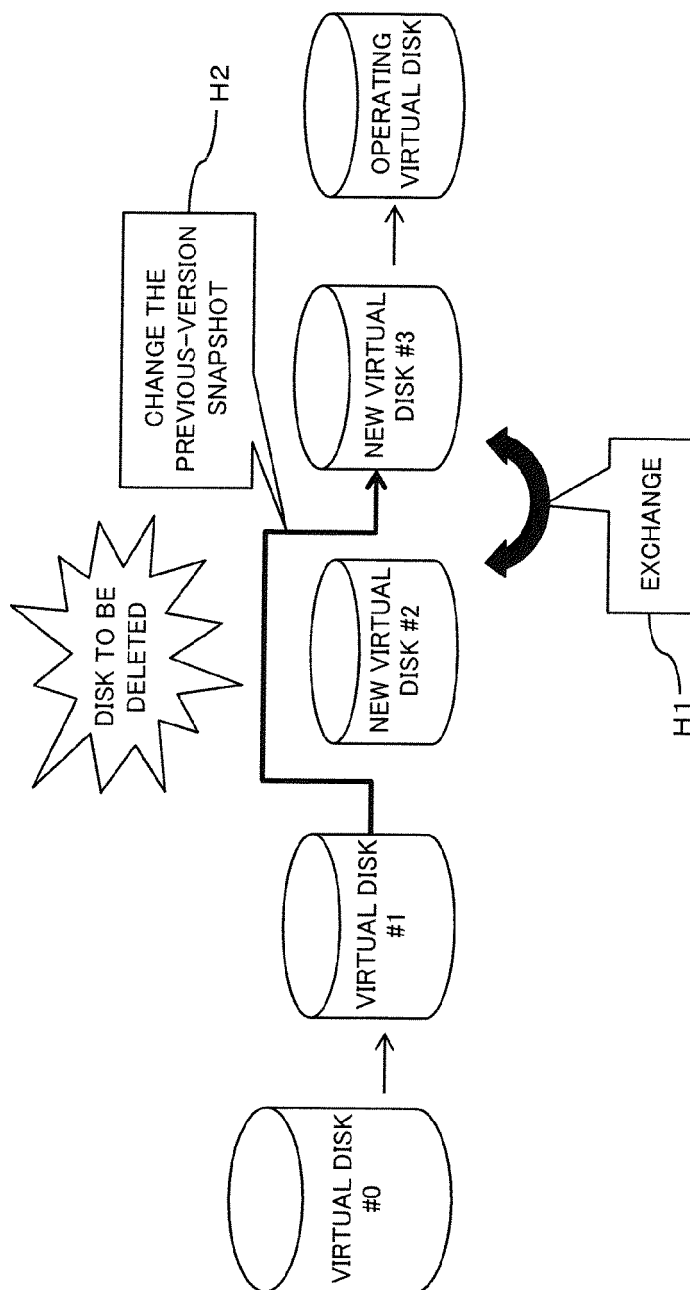 DISK TO BE
DELETED
CHANGE THE
PREVIOUS-VERSION
SNAPSHOT
H2
VIRTUAL DISK
#0
VIRTUAL DISK
#1
NEW VIRTUAL
DISK #2
NEW VIRTUAL
DISK #3
OPERATING
VIRTUAL DISK
H1
EXCHANGE